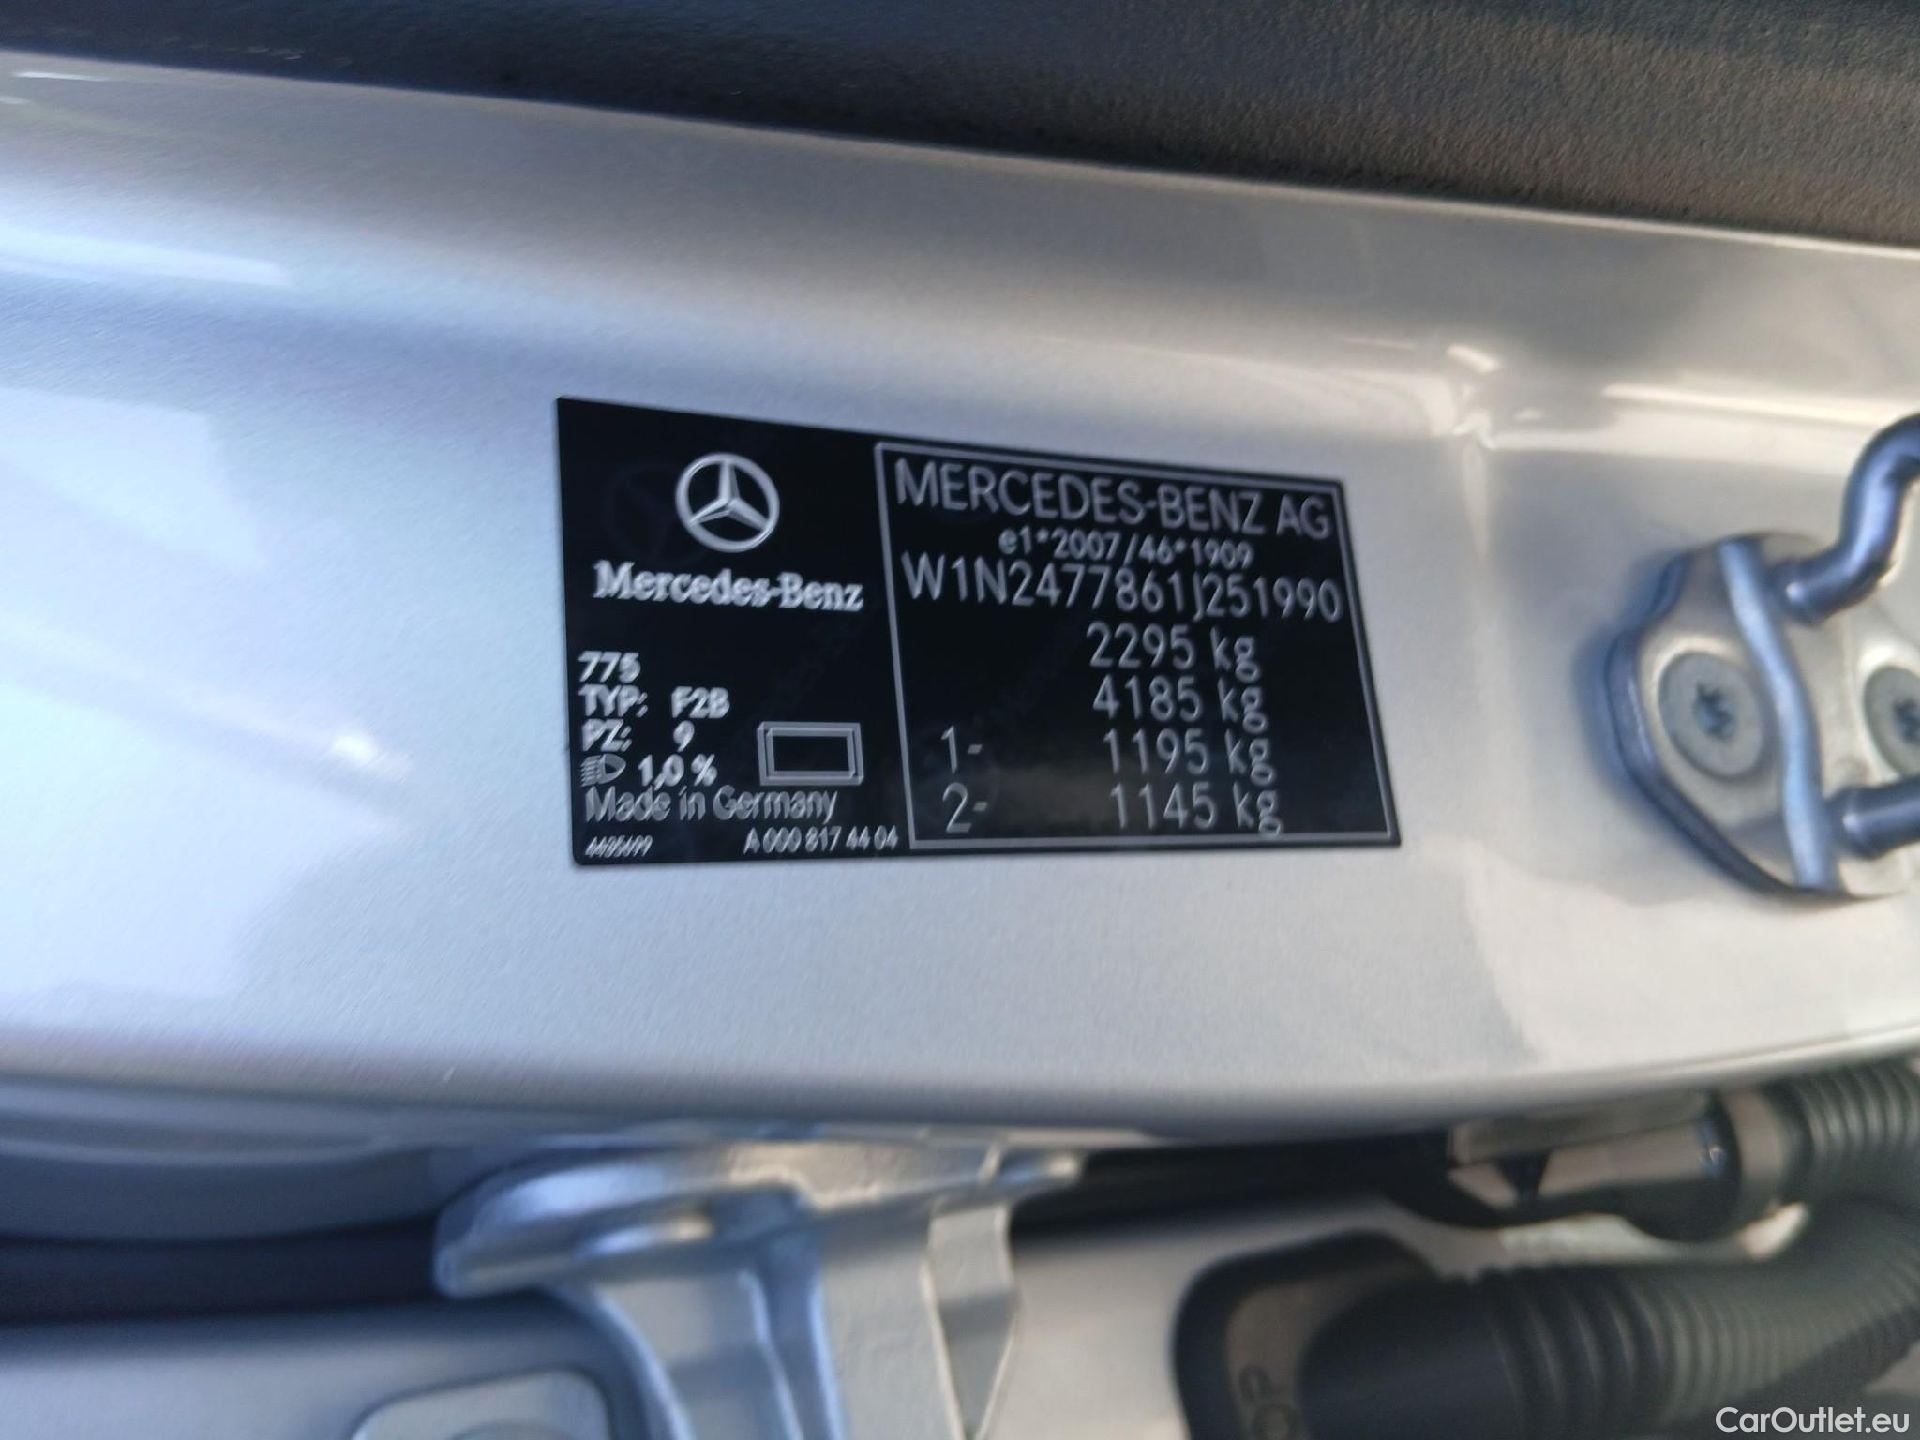 Mercedes-Benz
775
TYP: F2B
PZ: 9
1,0 %
Made in Germany
4435699 A 000 817 44 04
MERCEDES-BENZ AG
e1*2007/46*1909
W1N2477861J251990
2295 kg
4185 kg
1- 1195 kg
2- 1145 kg
CarOutlet.eu